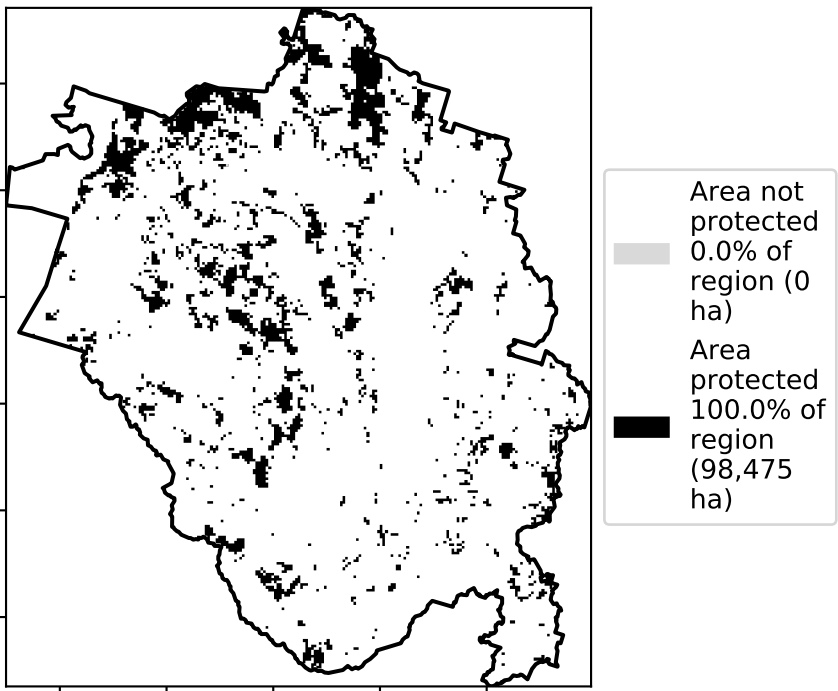 Area not
protected
0.0% of
region (0
ha)
Area
protected
100.0% of
region
(98,475
ha)